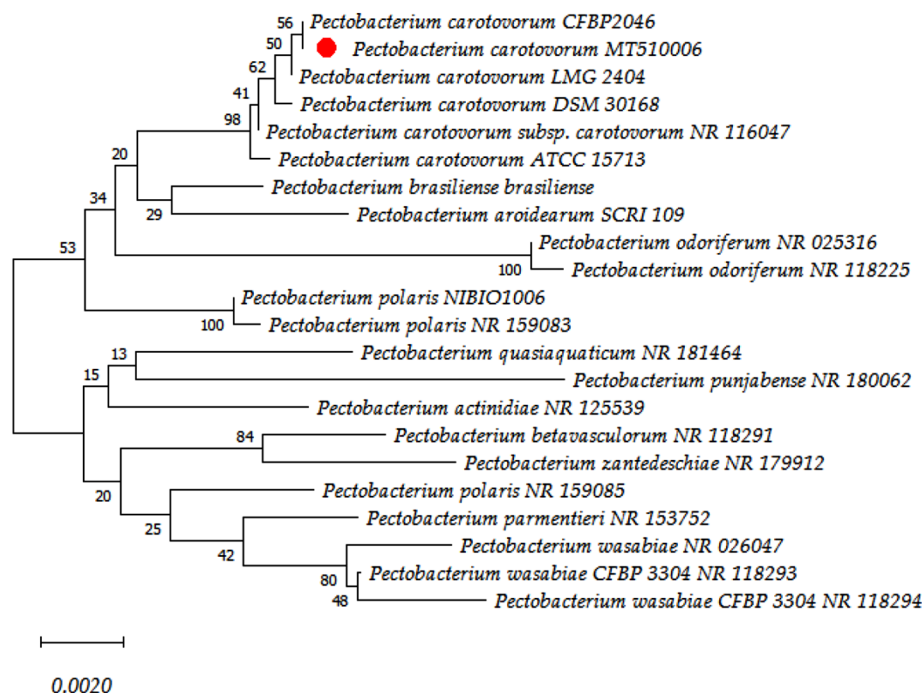 56
Pectobacterium carotovorum CFBP2046
50
Pectobacterium carotovorum MT510006
62
Pectobacterium carotovorum LMG 2404
41
Pectobacterium carotovorum DSM 30168
98
Pectobacterium carotovorum subsp. carotovorum NR 116047
20
Pectobacterium carotovorum ATCC 15713
Pectobacterium brasiliense brasiliense
34
29
Pectobacterium aroidearum SCRI 109
53
Pectobacterium odoriferum NR 025316
100
Pectobacterium odoriferum NR 118225
Pectobacterium polaris NIBIO1006
100
Pectobacterium polaris NR 159083
13
Pectobacterium quasiaquaticum NR 181464
15
Pectobacterium punjabense NR 180062
Pectobacterium actinidiae NR 125539
84
Pectobacterium betavasculorum NR 118291
Pectobacterium zantedeschiae NR 179912
20
Pectobacterium polaris NR 159085
25
Pectobacterium parmentieri NR 153752
42
Pectobacterium wasabiae NR 026047
80
Pectobacterium wasabiae CFBP 3304 NR 118293
48
Pectobacterium wasabiae CFBP 3304 NR 118294
0.0020